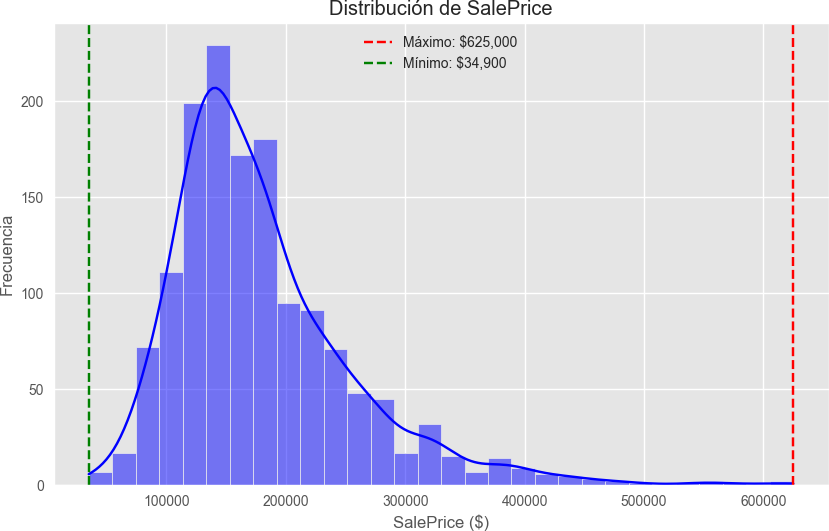 Distribución de SalePrice
Máximo: $625,000
Mínimo: $34,900
Frecuencia
200
150
100
50
0
100000
200000
300000
400000
500000
600000
SalePrice ($)